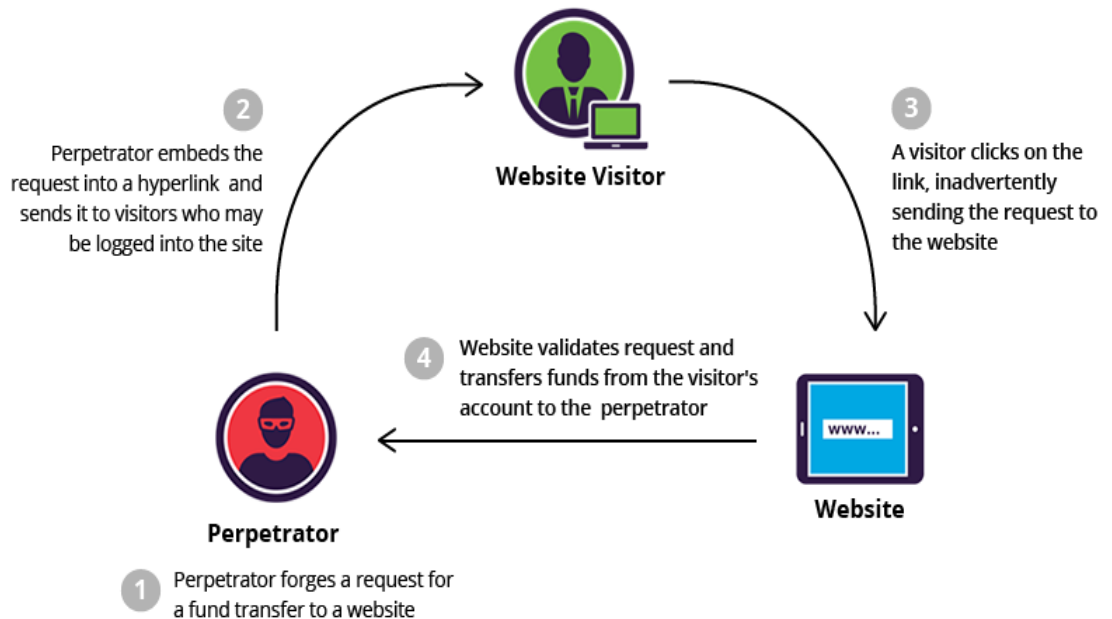 2
Perpetrator embeds the
request into a hyperlink and
sends it to visitors who may
be logged into the site
Website Visitor
3
A visitor clicks on the
link, inadvertently
sending the request to
the website
4
Website validates request and
transfers funds from the visitor's
account to the perpetrator
www...
Website
Perpetrator
1
Perpetrator forges a request for
a fund transfer to a website